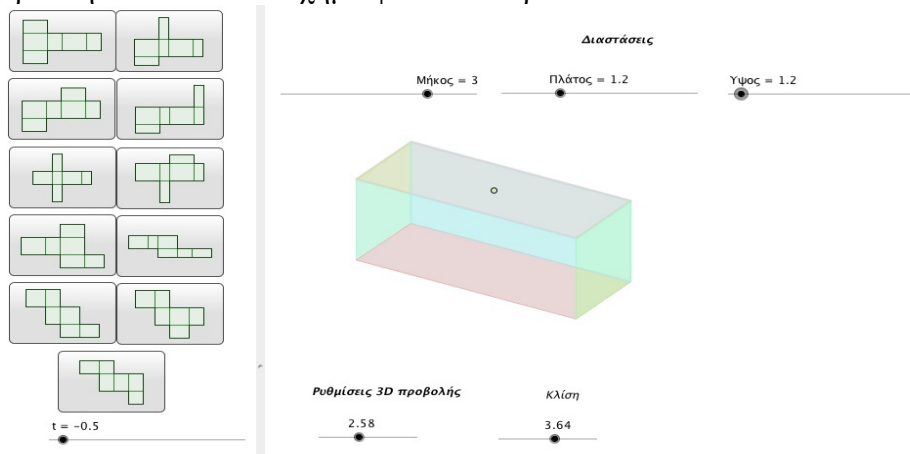 Διαστάσεις
Μήκος = 3
Πλάτος = 1.2
Υψος = 1.2
t = -0.5
Ρυθμίσεις 3D προβολής
Κλίση
2.58
3.64